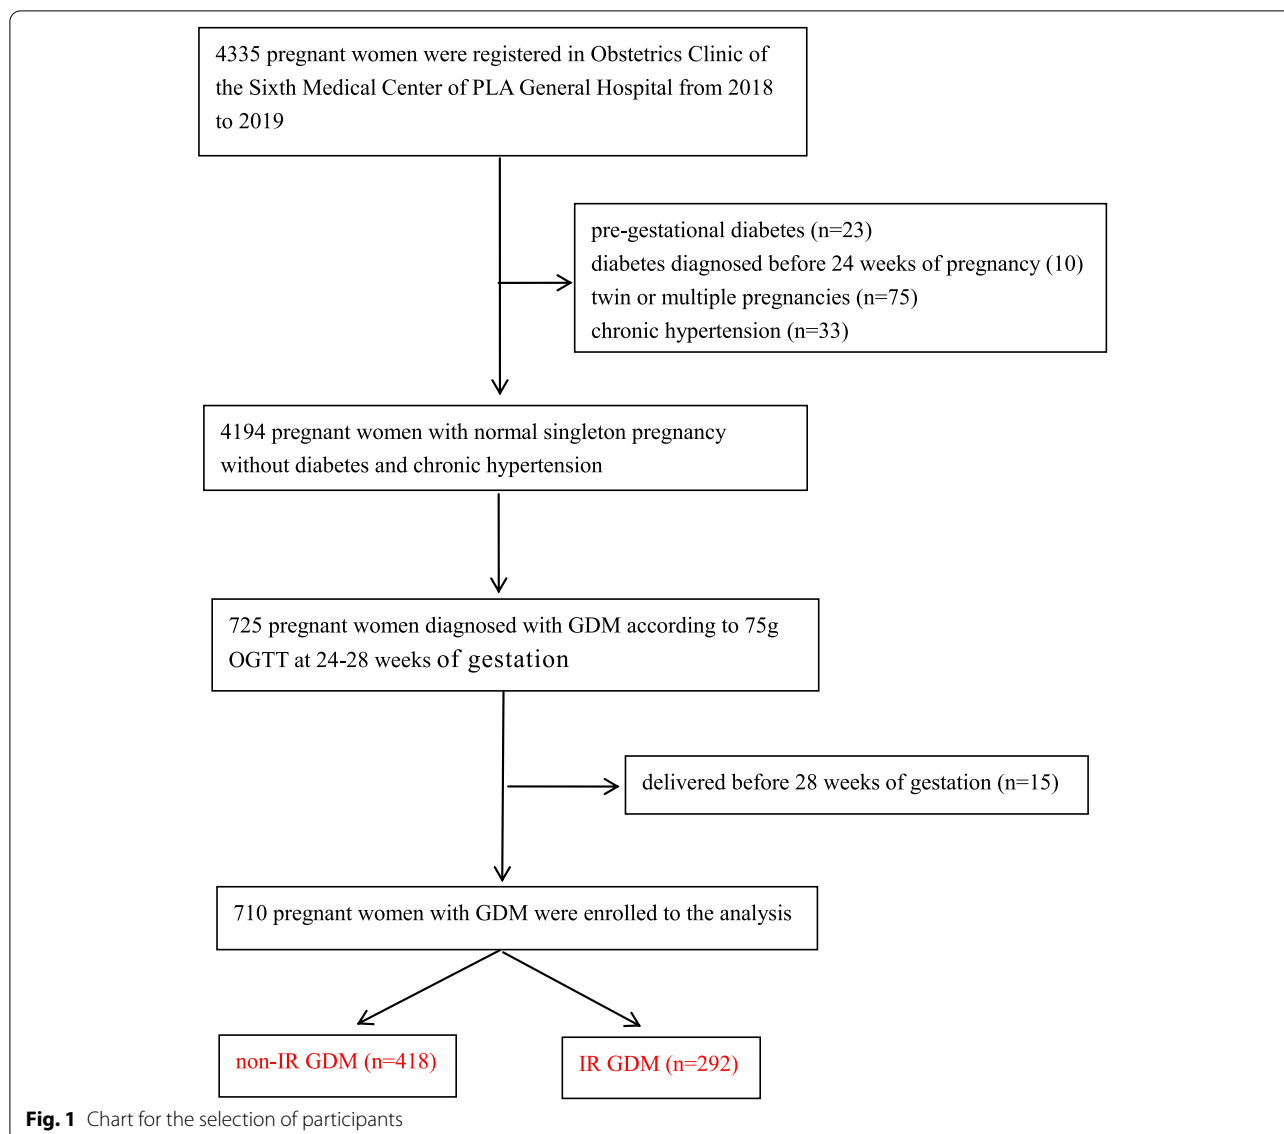 4335 pregnant women were registered in Obstetrics Clinic of
the Sixth Medical Center of PLA General Hospital from 2018
to 2019
pre-gestational diabetes (n=23)
diabetes diagnosed before 24 weeks of pregnancy (10)
twin or multiple pregnancies (n=75)
chronic hypertension (n=33)
4194 pregnant women with normal singleton pregnancy
without diabetes and chronic hypertension
725 pregnant women diagnosed with GDM according to 75g
OGTT at 24-28 weeks of gestation
delivered before 28 weeks of gestation (n=15)
710 pregnant women with GDM were enrolled to the analysis
non-IR GDM (n=418)
IR GDM (n=292)
Fig. 1 Chart for the selection of participants